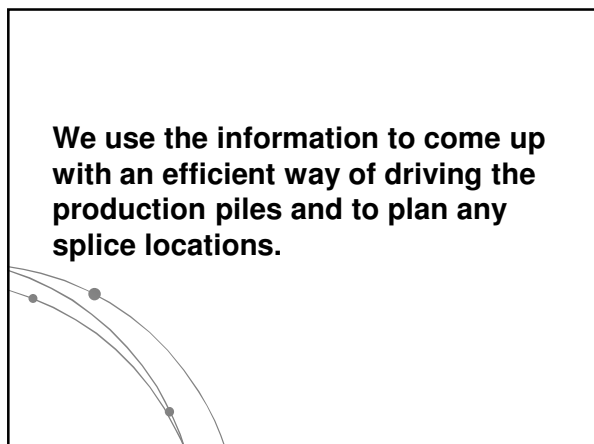 We use the information to come up
with an efficient way of driving the
production piles and to plan any
splice locations.